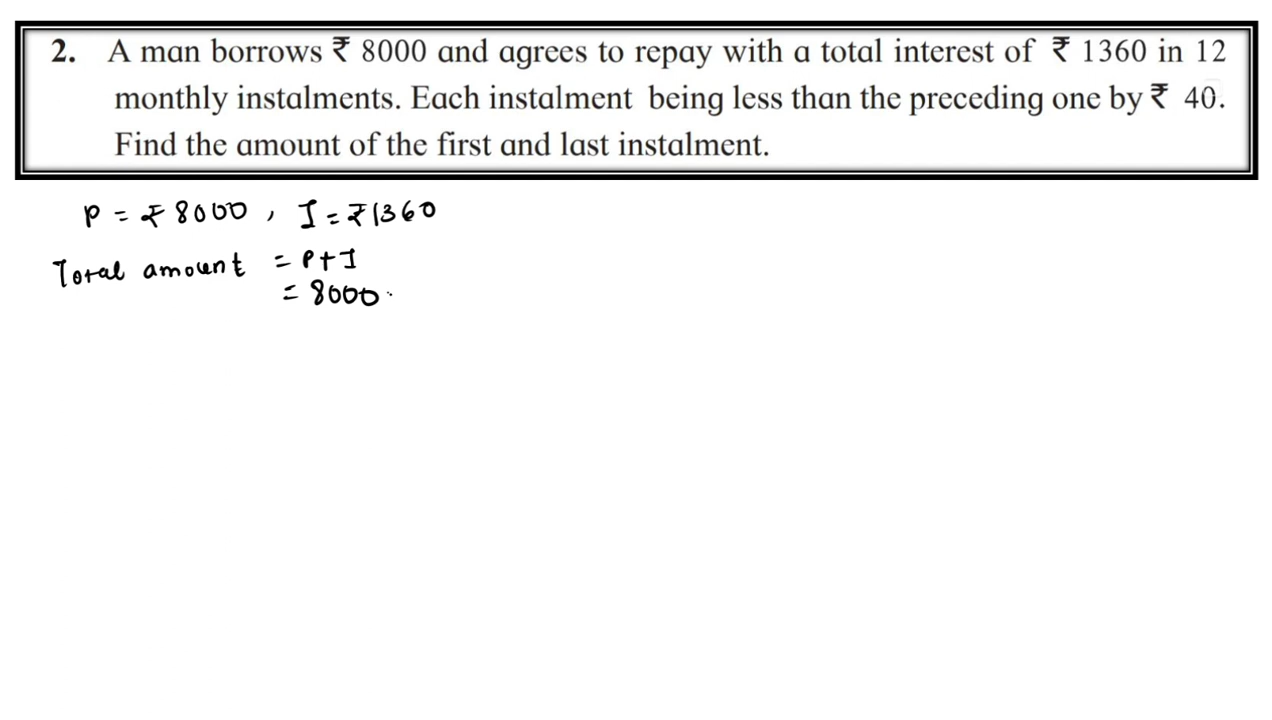 2. A man borrows ₹ 8000 and agrees to repay with a total interest of ₹ 1360 in 12
monthly instalments. Each instalment being less than the preceding one by ₹ 40.
Find the amount of the first and last instalment.
P = ₹ 8000 , I = ₹ 1360
Total amount = P+I
= 8000